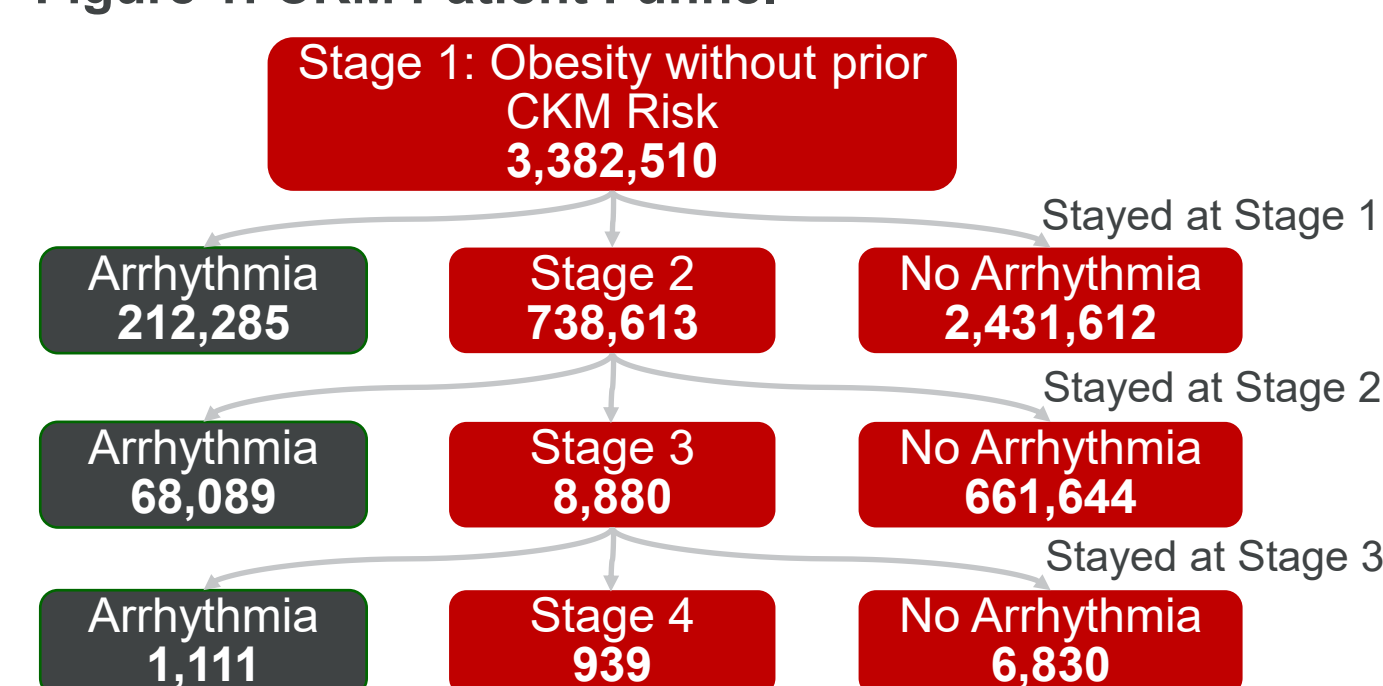 Stage 1: Obesity without prior
CKM Risk
3,382,510
Stayed at Stage 1
Arrhythmia
212,285
Stage 2
738,613
No Arrhythmia
2,431,612
Stayed at Stage 2
Arrhythmia
68,089
Stage 3
8,880
No Arrhythmia
661,644
Stayed at Stage 3
Arrhythmia
1,111
Stage 4
939
No Arrhythmia
6,830